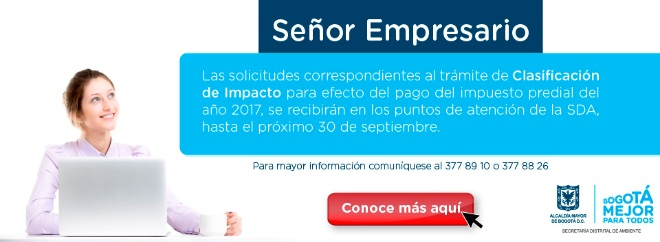 Señor Empresario
Las solicitudes correspondientes al trámite de Clasificación
de Impacto para efecto del pago del impuesto predial del
año 2017, se recibirán en los puntos de atención de la SDA,
hasta el próximo 30 de septiembre.
Para mayor información comuníquese al 377 89 10 o 377 88 26
Conoce más aquí
ALCALDÍA MAYOR
DE BOGOTÁ D.C.
BOGOTÁ
MEJOR
PARA TODOS
SECRETARÍA DISTRITAL DE AMBIENTE